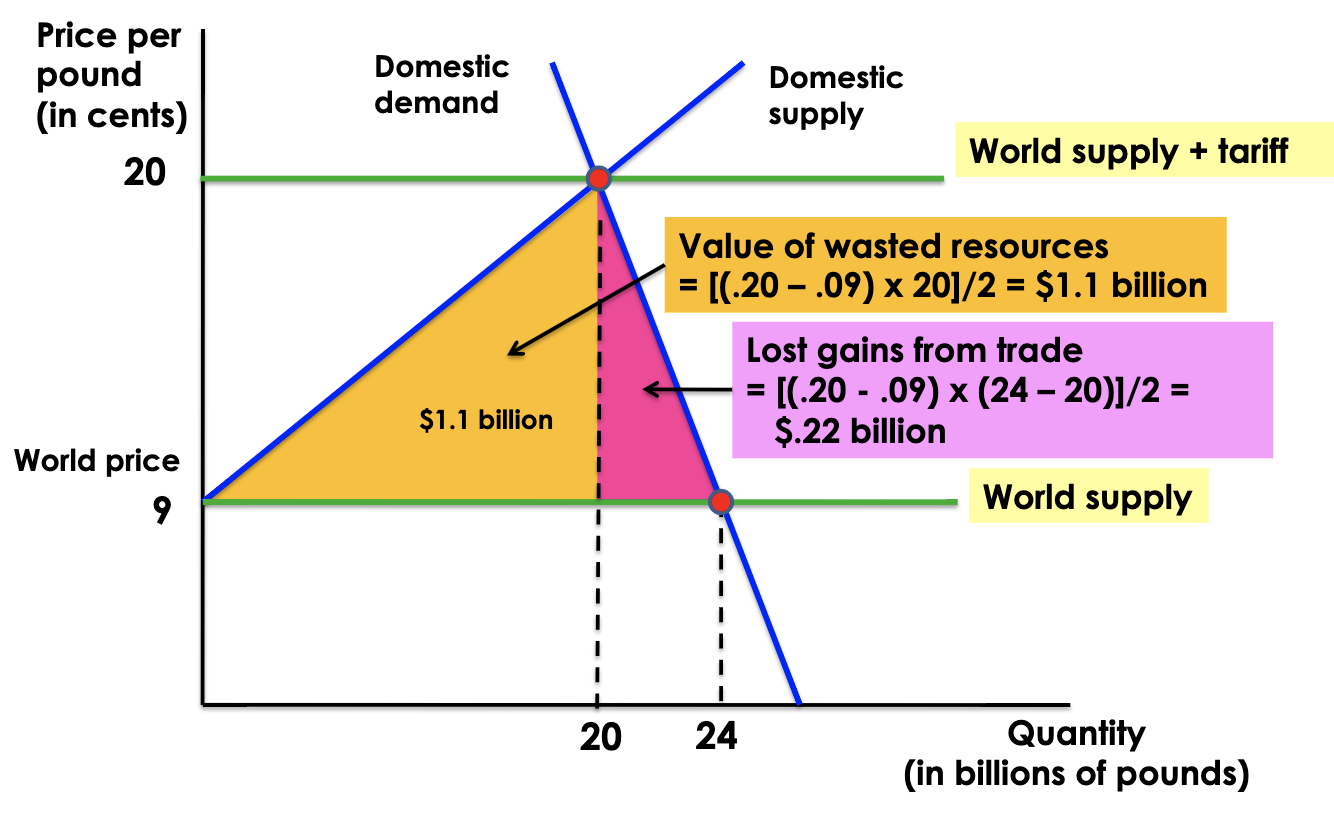 Price per
pound
(in cents)
Domestic
demand
Domestic
supply
World supply + tariff
20
Value of wasted resources
= [(.20 – .09) x 20]/2 = $1.1 billion
Lost gains from trade
= [(.20 - .09) x (24 – 20)]/2 =
$.22 billion
$1.1 billion
World price
9
World supply
20
24
Quantity
(in billions of pounds)